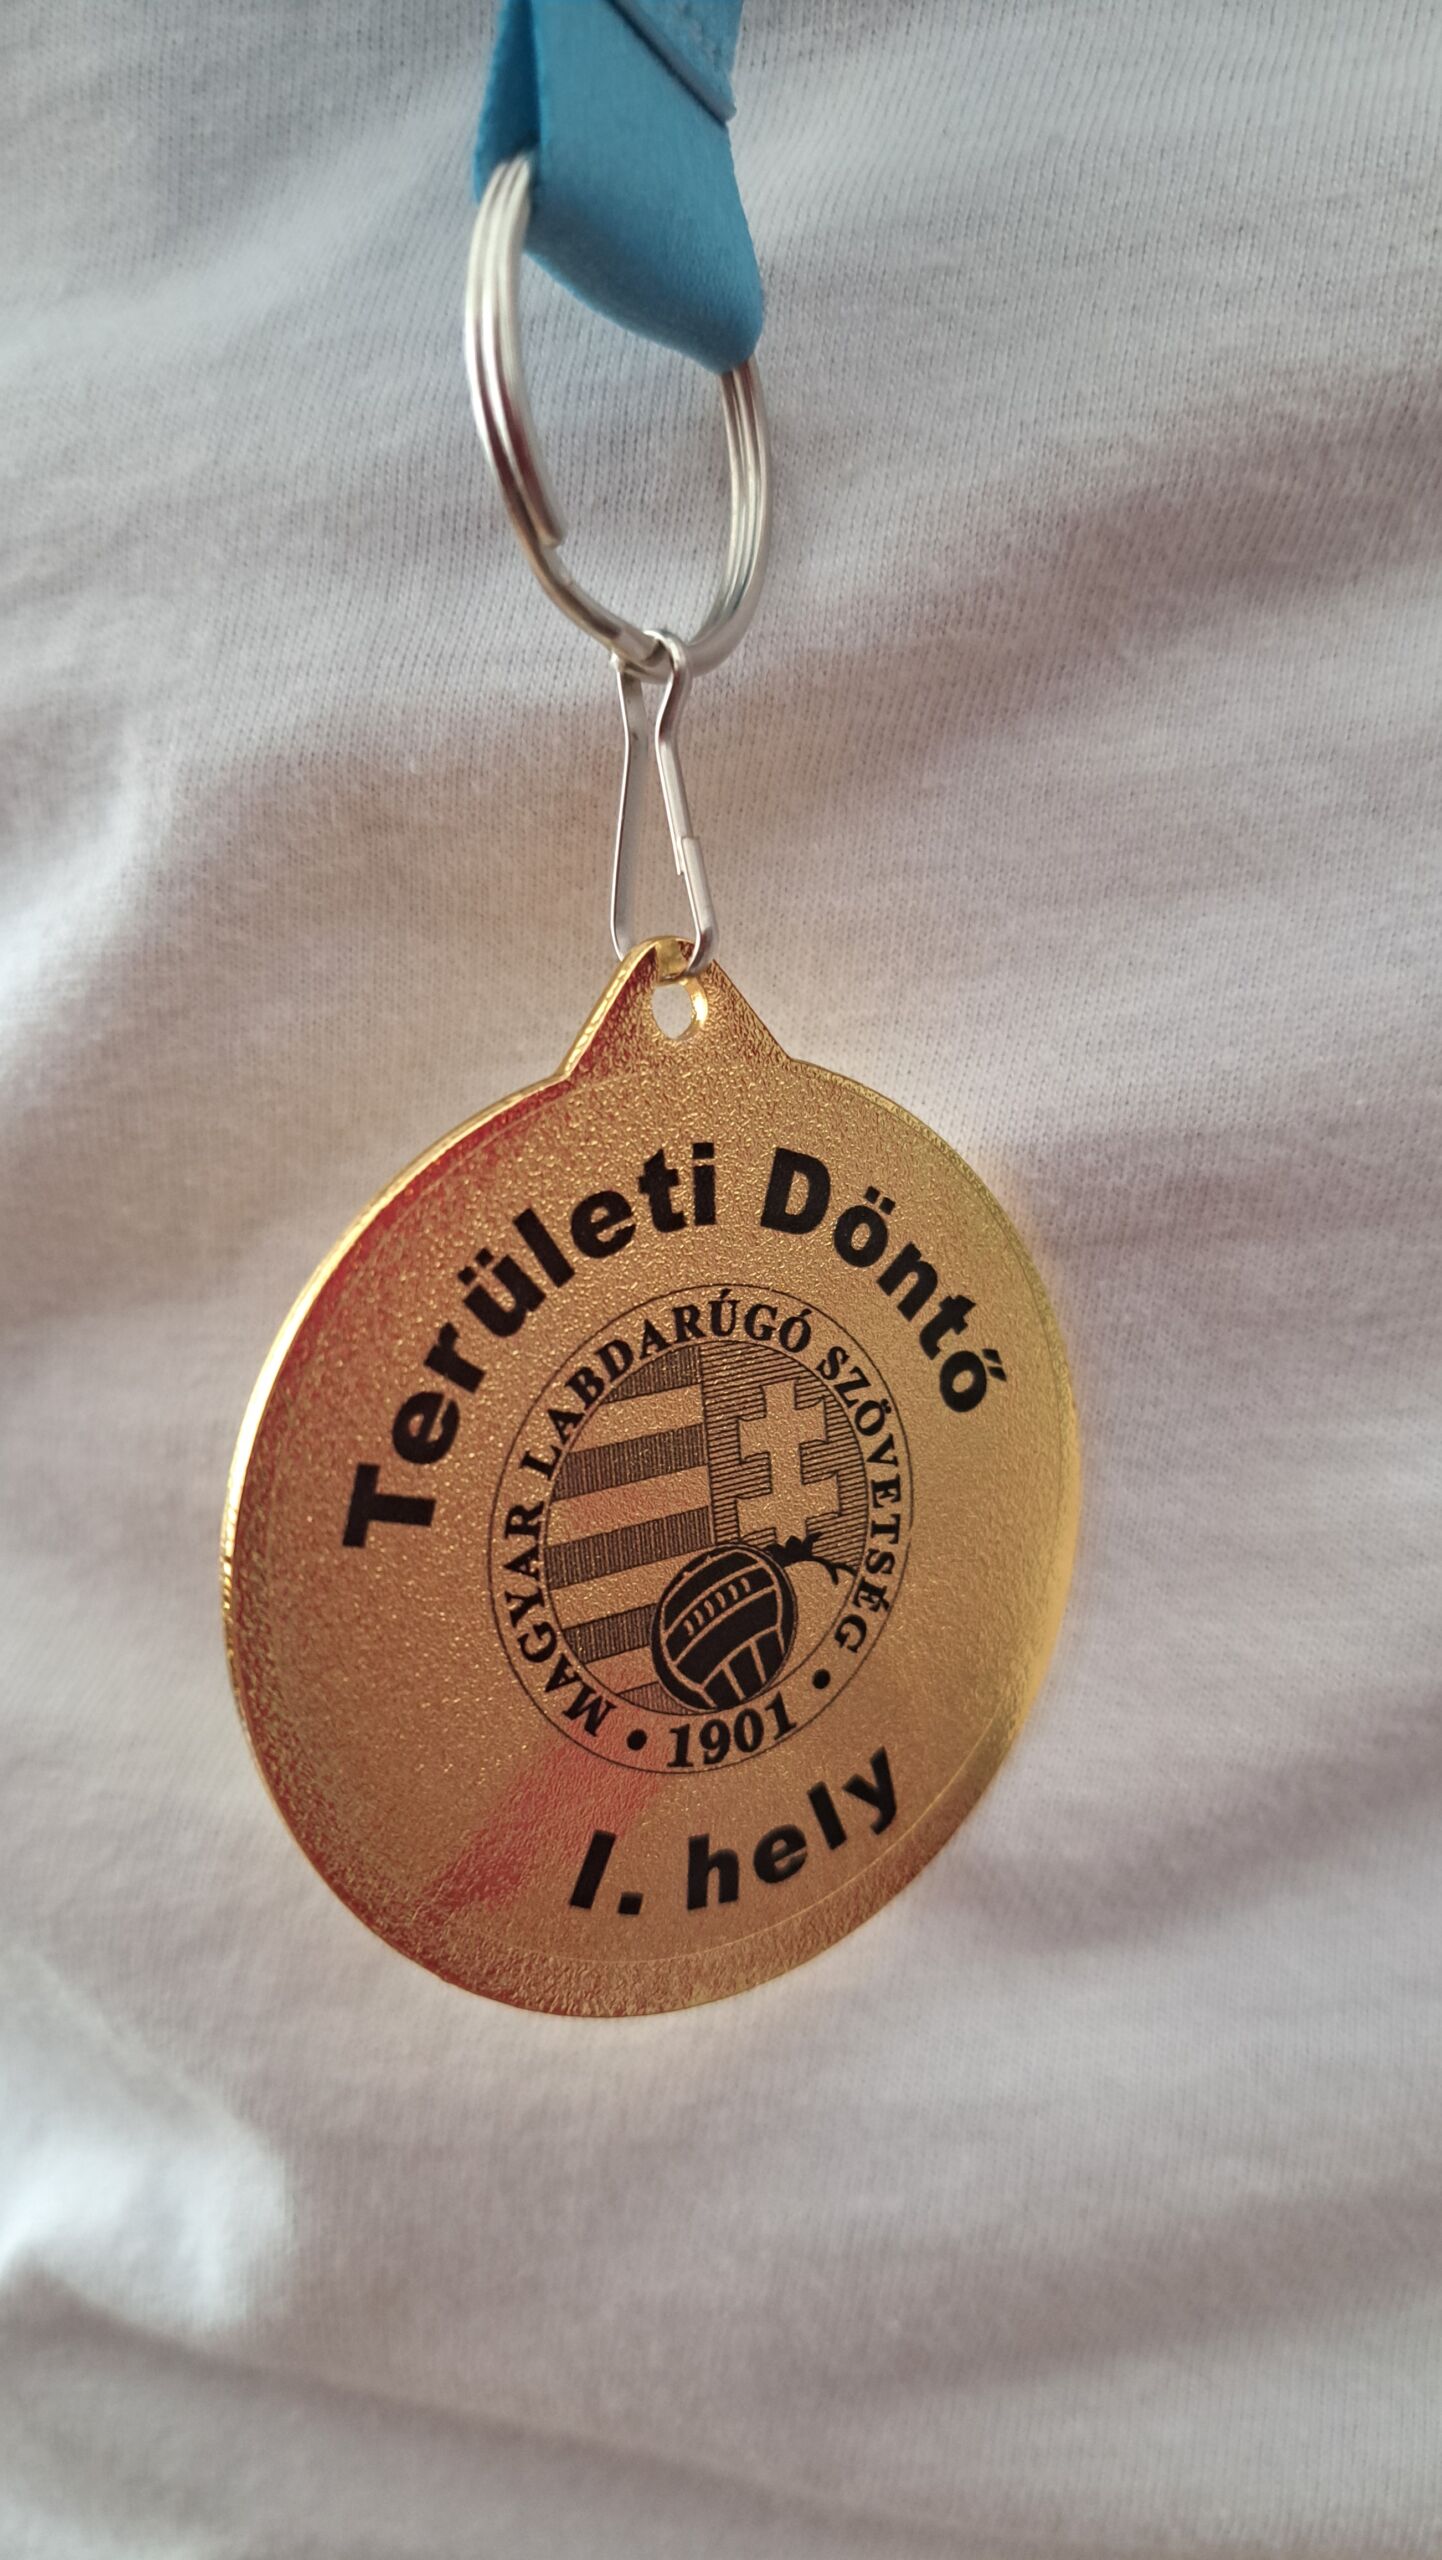 Területi Döntő
MAGYAR LABDARÚGÓ SZÖVETSÉG
• 1901 •
I. hely